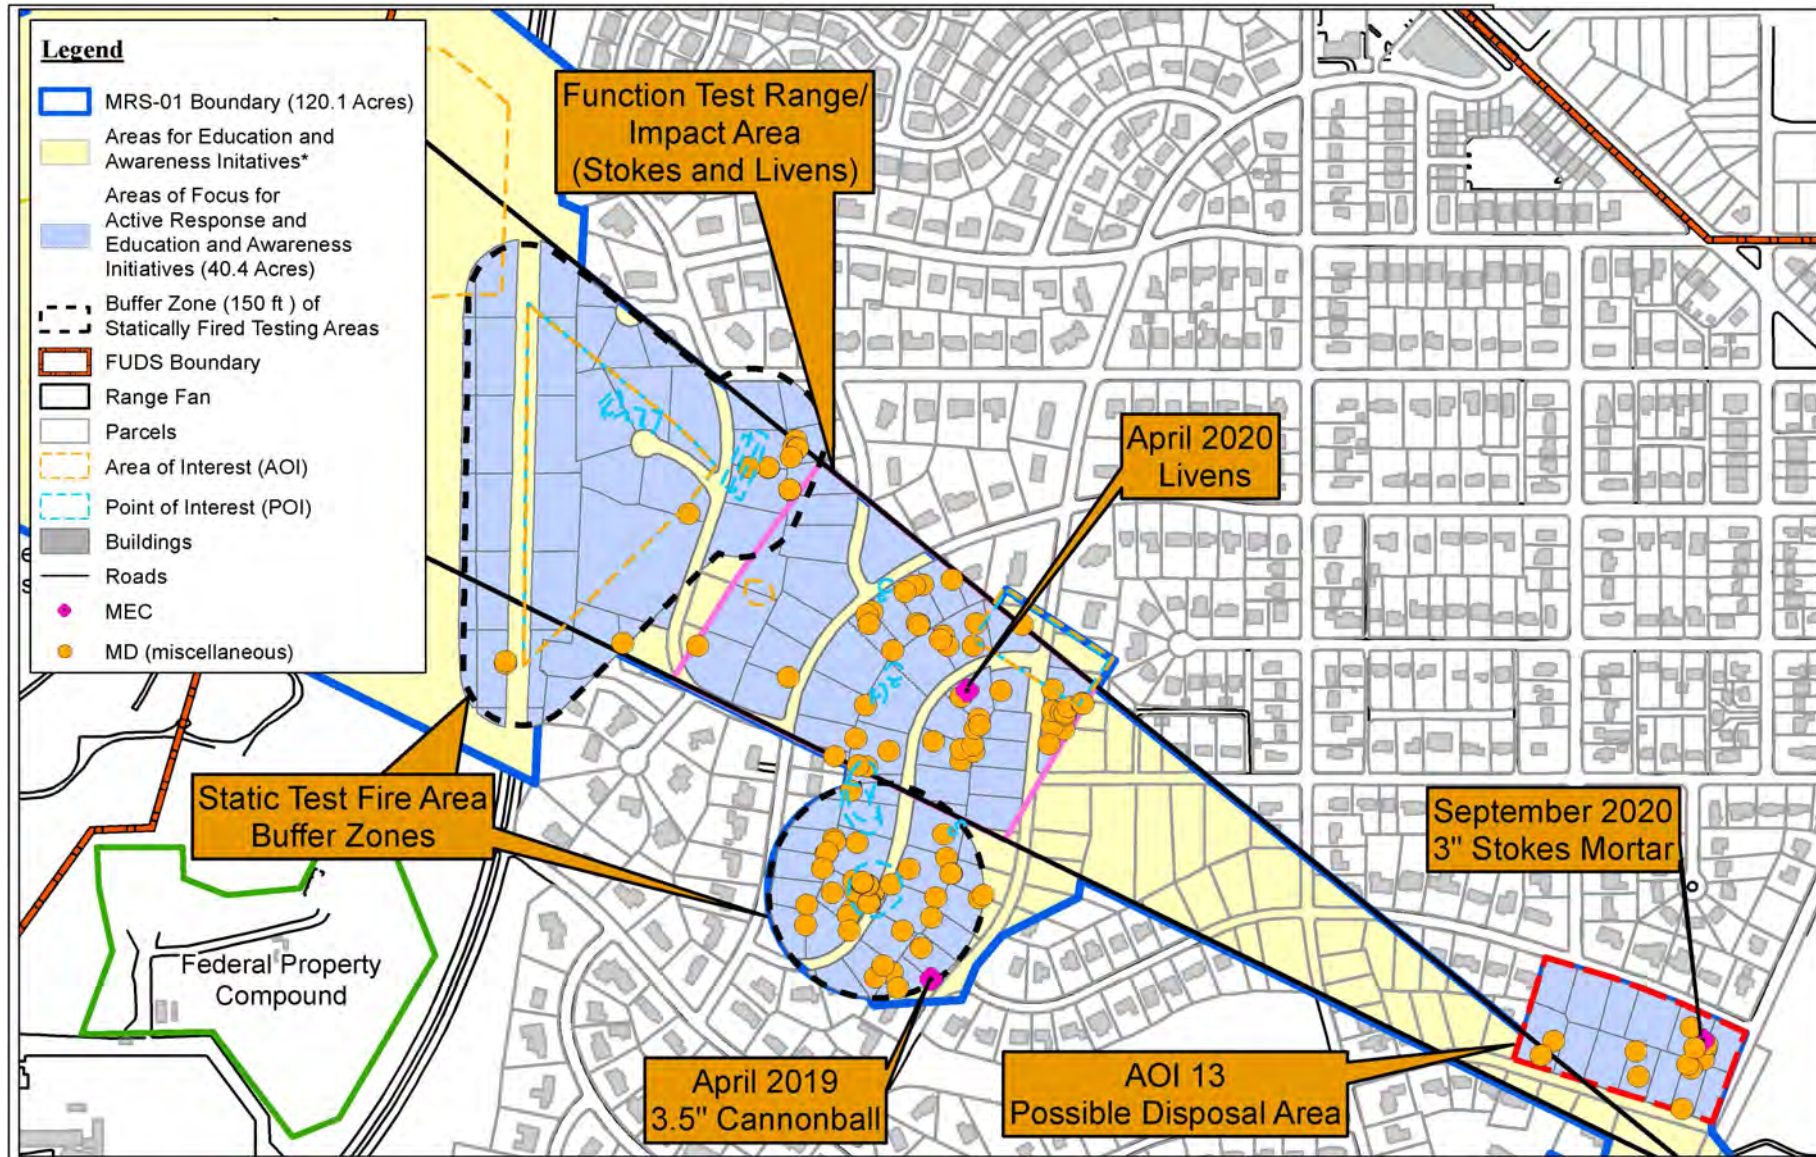 Legend
MRS-01 Boundary (120.1 Acres)
Areas for Education and
Awareness Initatives*
Areas of Focus for
Active Response and
Education and Awareness
Initiatives (40.4 Acres)
Buffer Zone (150 ft ) of
Statically Fired Testing Areas
FUDS Boundary
Range Fan
Parcels
Area of Interest (AOI)
Point of Interest (POI)
Buildings
Roads
MEC
MD (miscellaneous)
Function Test Range/
Impact Area
(Stokes and Livens)
April 2020
Livens
Static Test Fire Area
Buffer Zones
September 2020
3" Stokes Mortar
Federal Property
Compound
April 2019
3.5" Cannonball
AOI 13
Possible Disposal Area